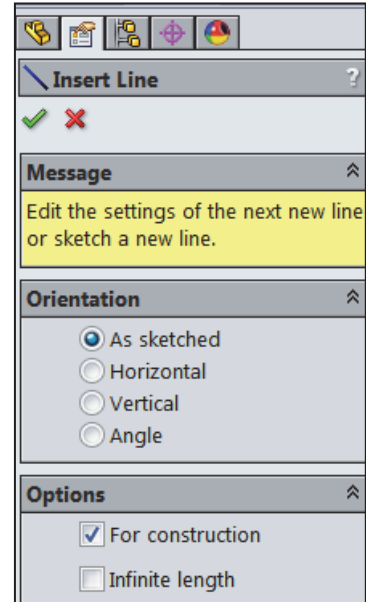 Insert Line ?
Message
Edit the settings of the next new line
or sketch a new line.
Orientation
As sketched
Horizontal
Vertical
Angle
Options
For construction
Infinite length